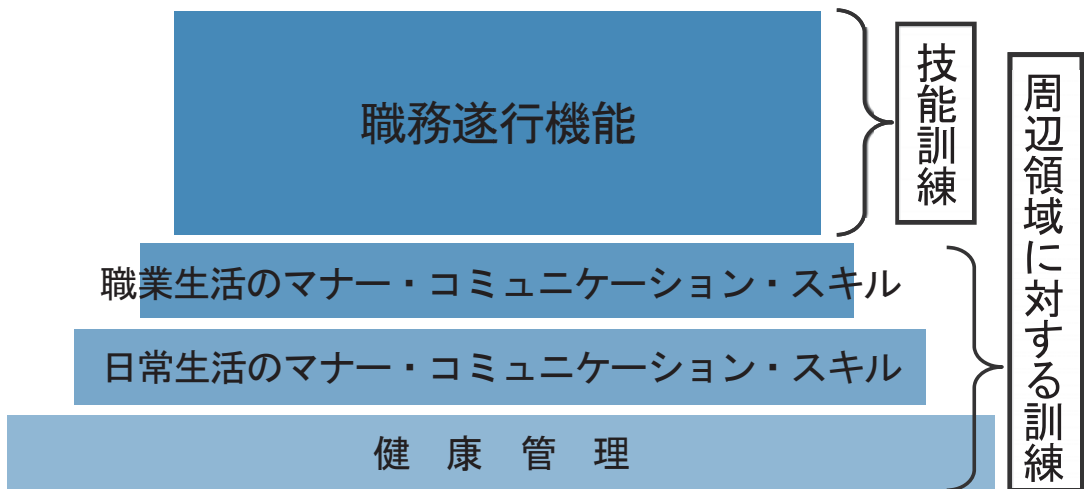 職務遂行機能
職業生活のマナー・コミュニケーション・スキル
日常生活のマナー・コミュニケーション・スキル
健　康　管　理
技能訓練
周辺領域に対する訓練